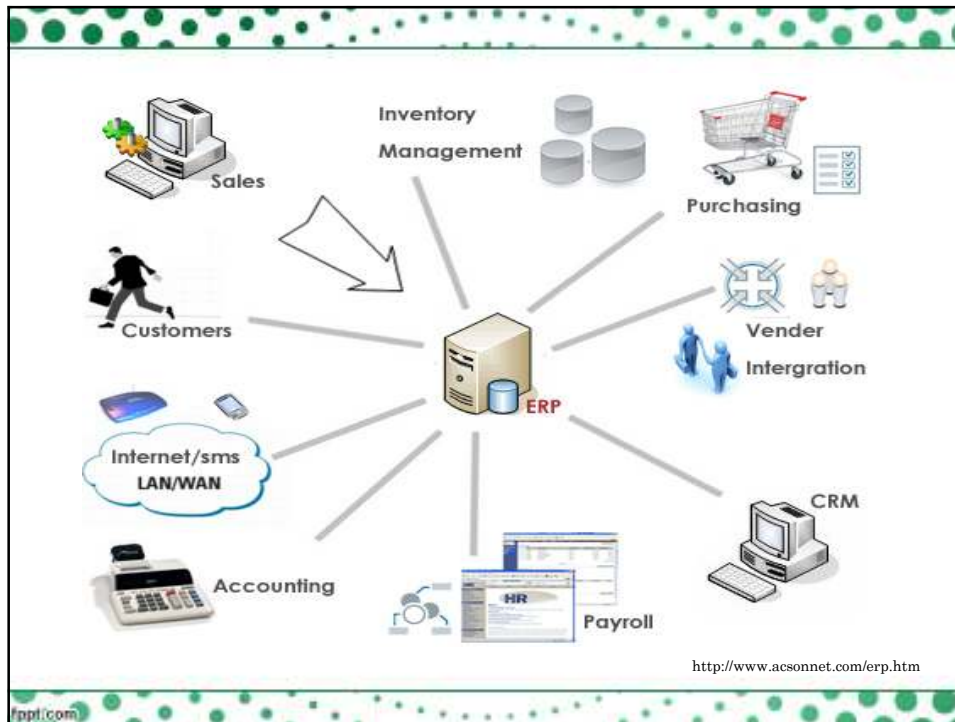 Sales
Inventory
Management
Purchasing
Customers
Vender
Intergration
ERP
Internet/sms
LAN/WAN
CRM
Accounting
HR
Payroll
http://www.acsonnet.com/erp.htm
fppt.com